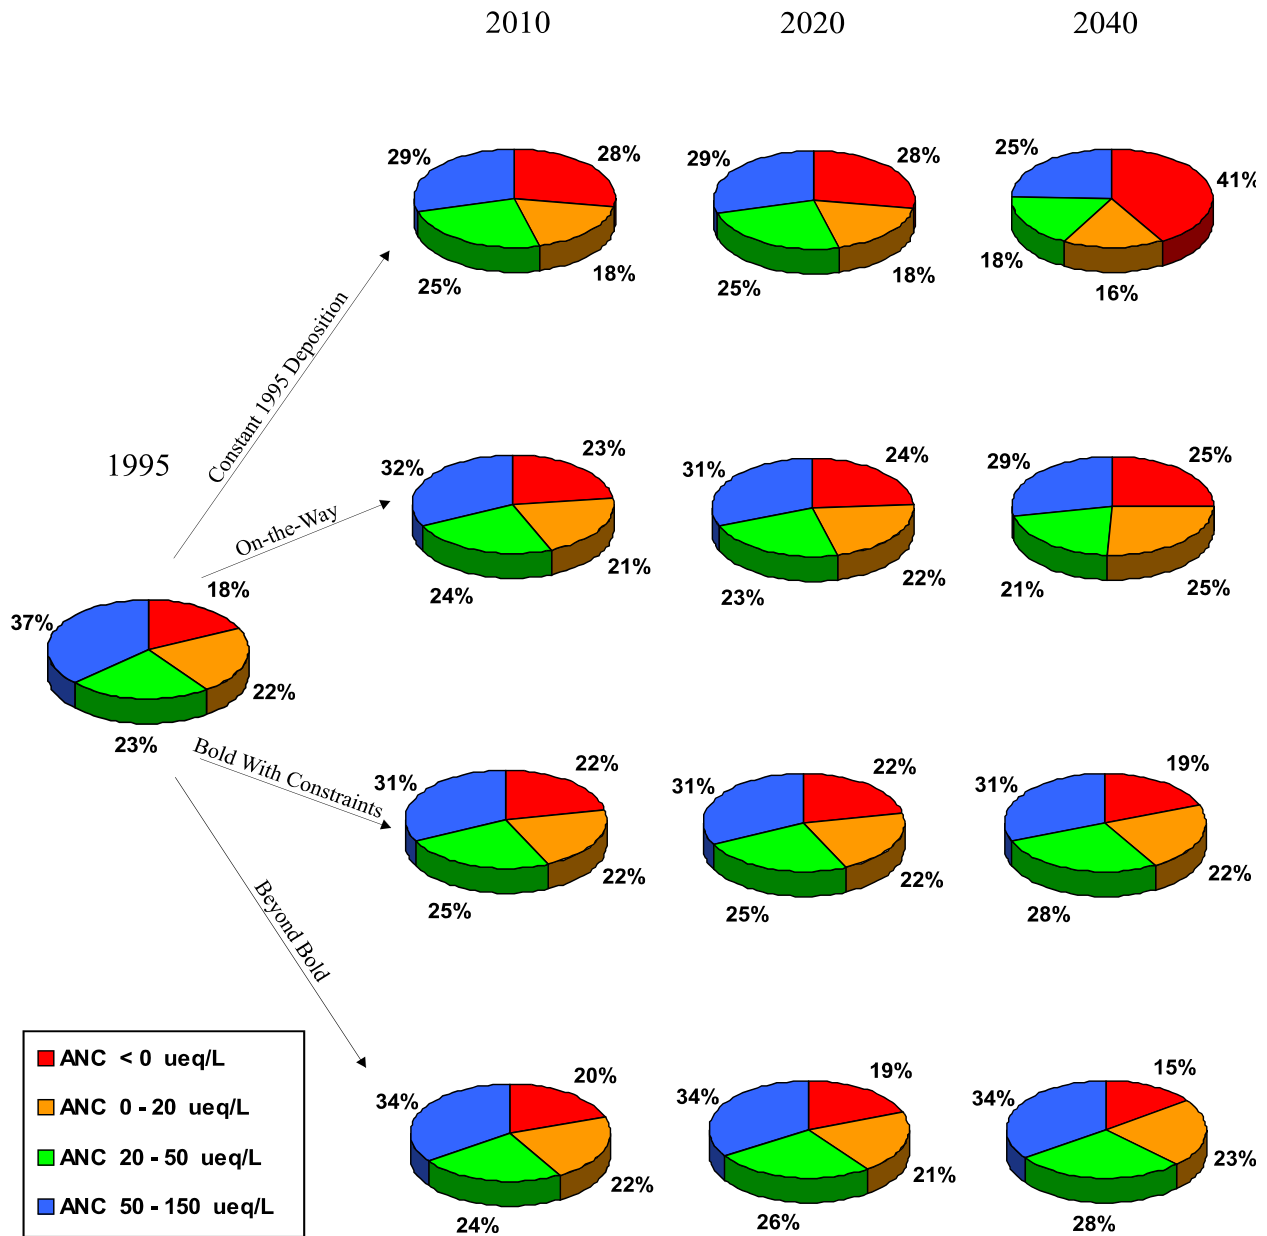 2010 2020 2040
29% 28% 29% 28% 25% 41%
25% 18% 25% 18% 18% 16%
Constant 1995 Deposition
1995
32% 23% 31% 24% 29% 25%
On-the-Way
24% 21% 23% 22% 21% 25%
37% 18%
23% 22%
Bold With Constraints
31% 22% 31% 22% 31% 19%
25% 22% 25% 22% 28% 22%
Beyond Bold
34% 20% 34% 19% 34% 15%
24% 22% 26% 21% 28% 23%
ANC < 0 ueq/L
ANC 0 - 20 ueq/L
ANC 20 - 50 ueq/L
ANC 50 - 150 ueq/L